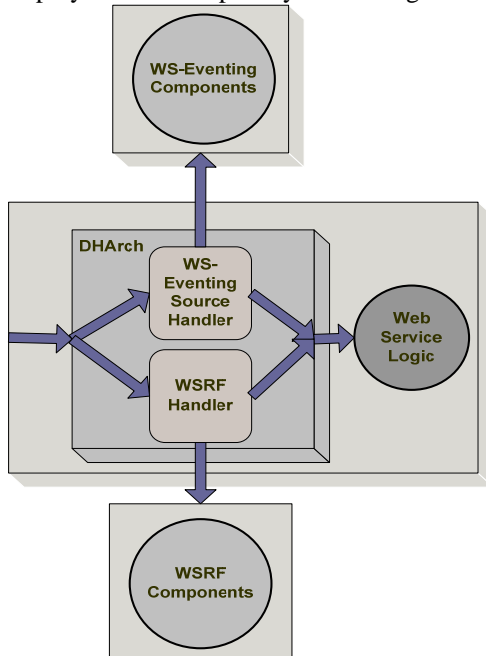 WS-Eventing
Components
DHArch
WS-
Eventing
Source
Handler
Web
Service
Logic
WSRF
Handler
WSRF
Components